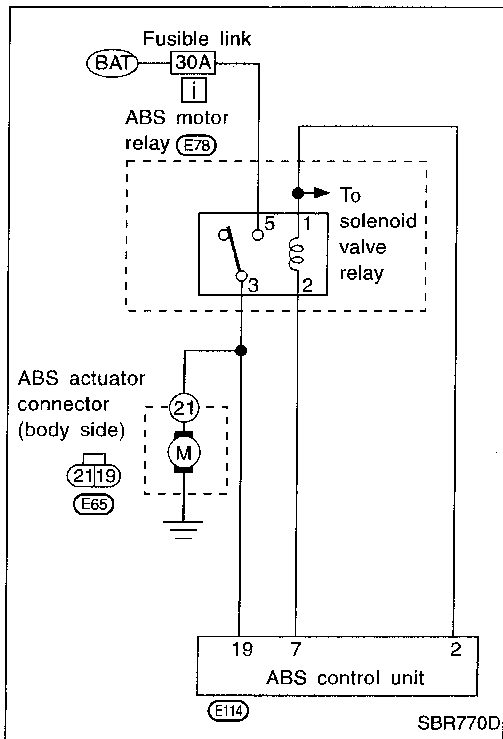 Fusible link
BAT 30A
i
ABS motor
relay E78
To
solenoid
valve
relay
5 1
3 2
ABS actuator
connector
(body side)
21
M
21 19
E65
19 7 2
ABS control unit
E114
SBR770D